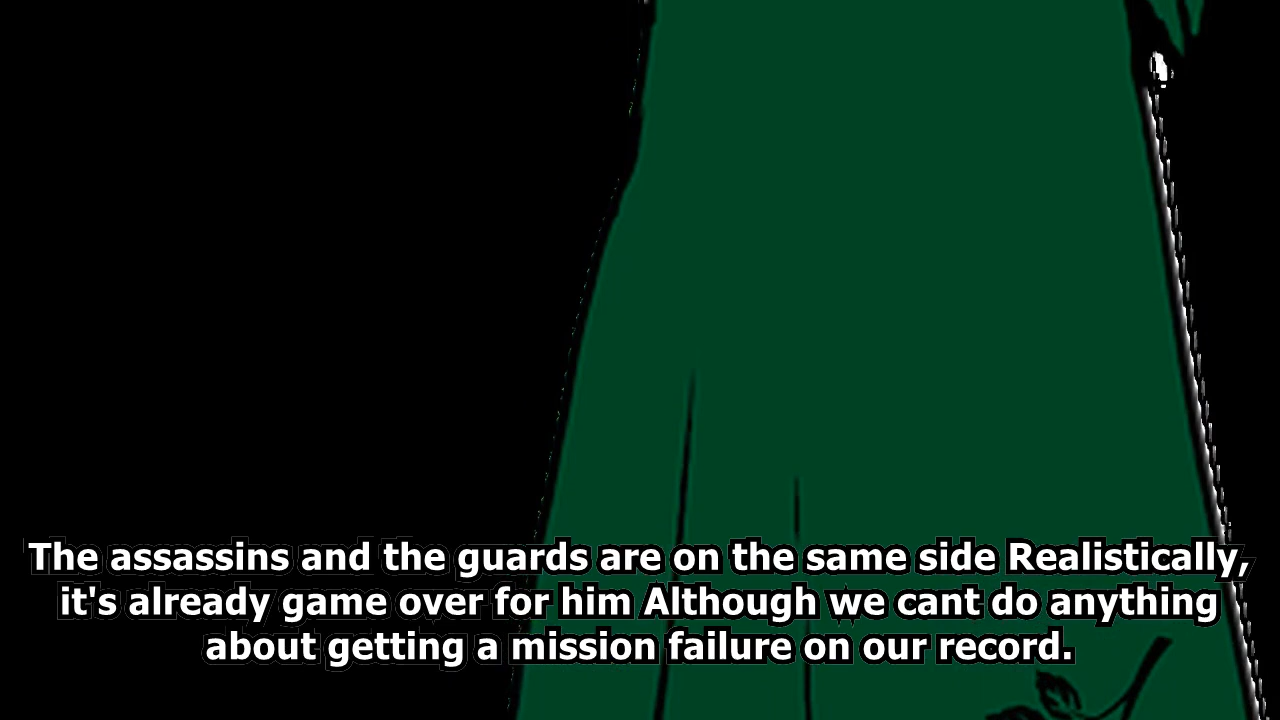 The assassins and the guards are on the same side Realistically,
it's already game over for him Although we cant do anything
about getting a mission failure on our record.